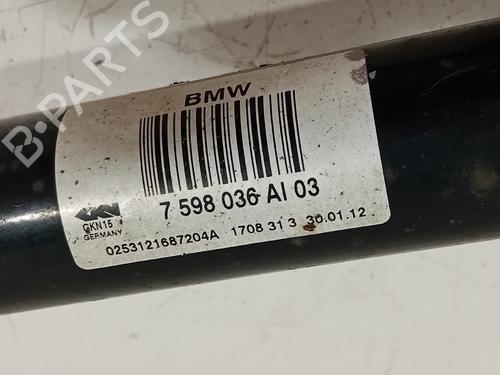 BMW
7 598 036 AI 03
GKN15
GERMANY
0253121687204A 1708 31 3 30.01.12
B-PARTS